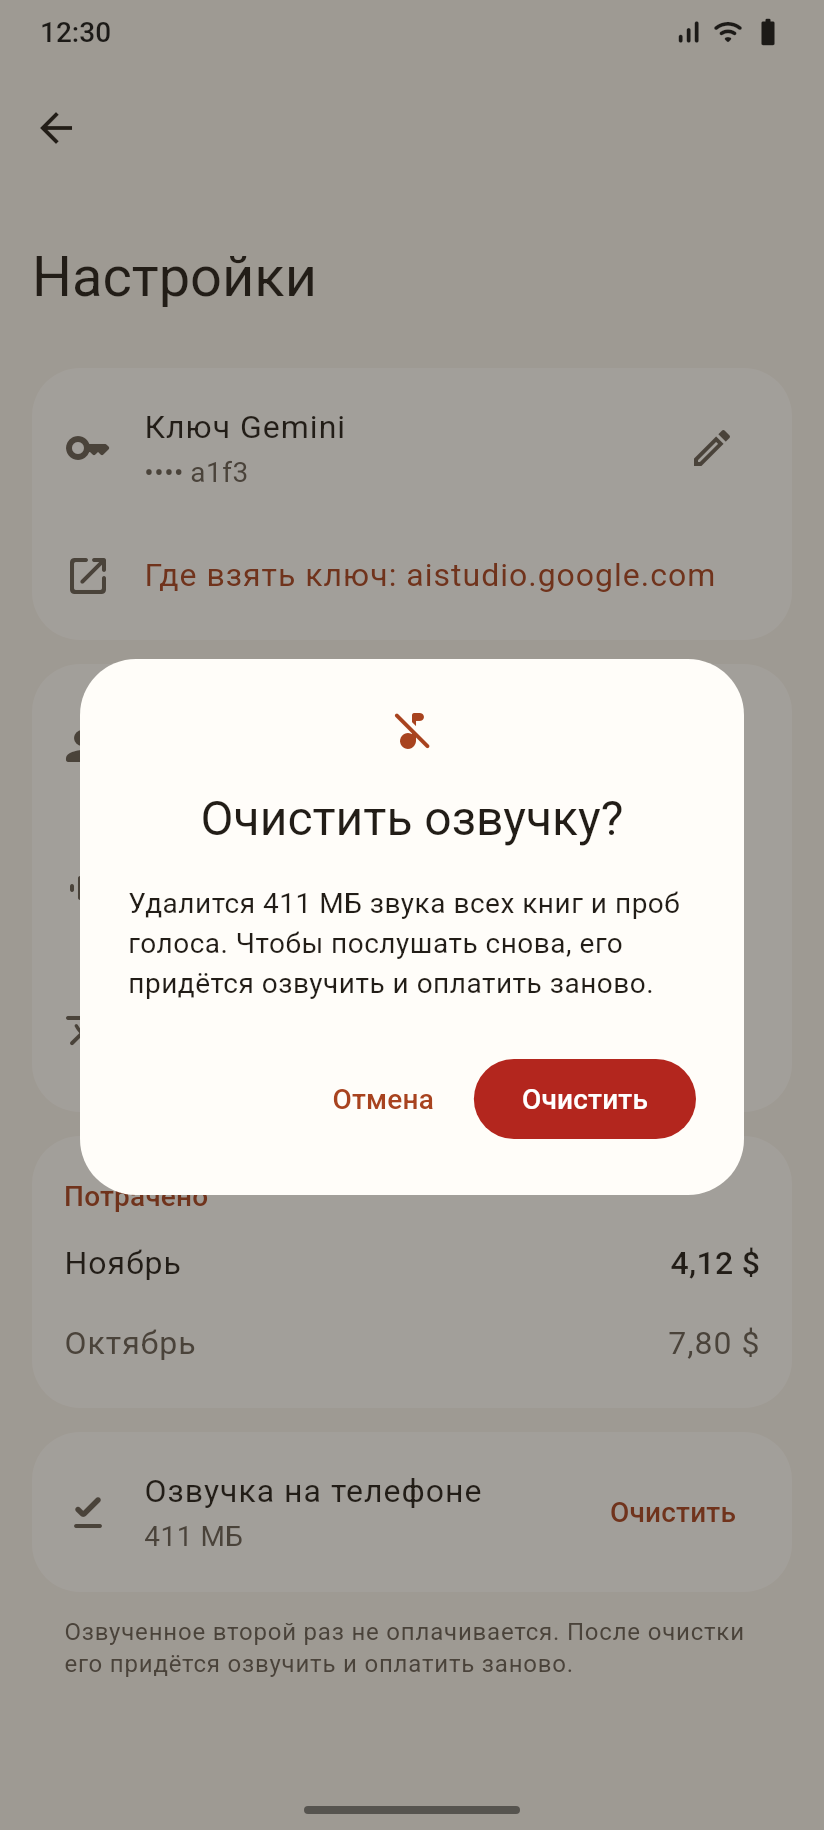 12:30
Настройки
Ключ Gemini
•••• a1f3
Где взять ключ: aistudio.google.com
Очистить озвучку?
Удалится 411 МБ звука всех книг и проб
голоса. Чтобы послушать снова, его
придётся озвучить и оплатить заново.
Отмена
Очистить
Потрачено
Ноябрь
4,12 $
Октябрь
7,80 $
Озвучка на телефоне
411 МБ
Очистить
Озвученное второй раз не оплачивается. После очистки
его придётся озвучить и оплатить заново.